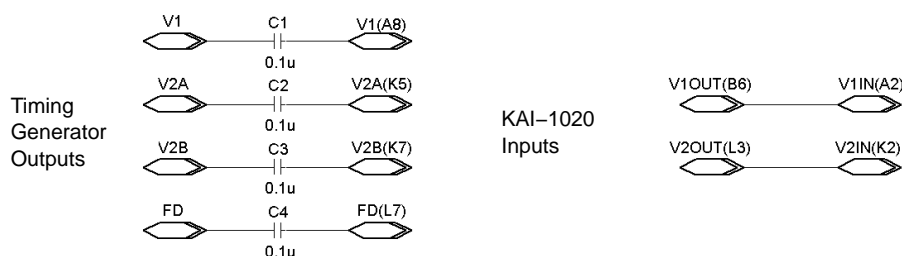 V1 C1 V1(A8)
0.1u
V2A C2 V2A(K5)
0.1u
V2B C3 V2B(K7)
0.1u
FD C4 FD(L7)
0.1u
Timing
Generator
Outputs
KAI−1020
Inputs
V1OUT(B6) V1IN(A2)
V2OUT(L3) V2IN(K2)